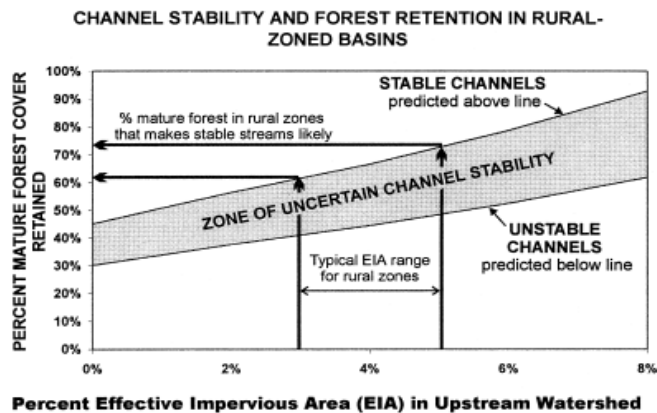 CHANNEL STABILITY AND FOREST RETENTION IN RURAL-
ZONED BASINS
PERCENT MATURE FOREST COVER
RETAINED
100%
90%
80%
70%
60%
50%
40%
30%
20%
10%
0%
STABLE CHANNELS
predicted above line
% mature forest in rural zones
that makes stable streams likely
ZONE OF UNCERTAIN CHANNEL STABILITY
UNSTABLE
CHANNELS
predicted below line
Typical EIA range
for rural zones
0%
2%
4%
6%
8%
Percent Effective Impervious Area (EIA) in Upstream Watershed